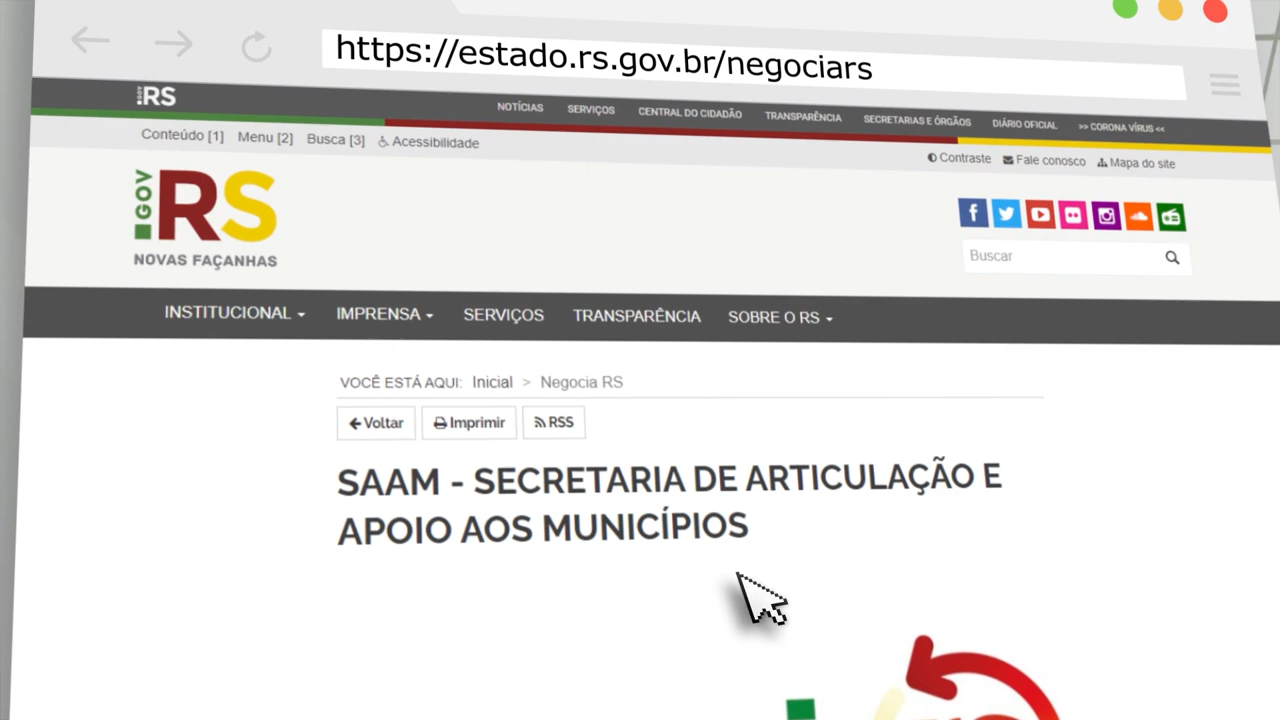 https://estado.rs.gov.br/negociars
GOV RS
NOTÍCIAS SERVIÇOS CENTRAL DO CIDADÃO TRANSPARÊNCIA SECRETARIAS E ÓRGÃOS DIÁRIO OFICIAL >> CORONA VÍRUS <<
Conteúdo [1] Menu [2] Busca [3] Acessibilidade
Contraste Fale conosco Mapa do site
GOV RS
NOVAS FAÇANHAS
Buscar
INSTITUCIONAL IMPRENSA SERVIÇOS TRANSPARÊNCIA SOBRE O RS
VOCÊ ESTÁ AQUI: Inicial > Negocia RS
Voltar Imprimir RSS
SAAM - SECRETARIA DE ARTICULAÇÃO E
APOIO AOS MUNICÍPIOS